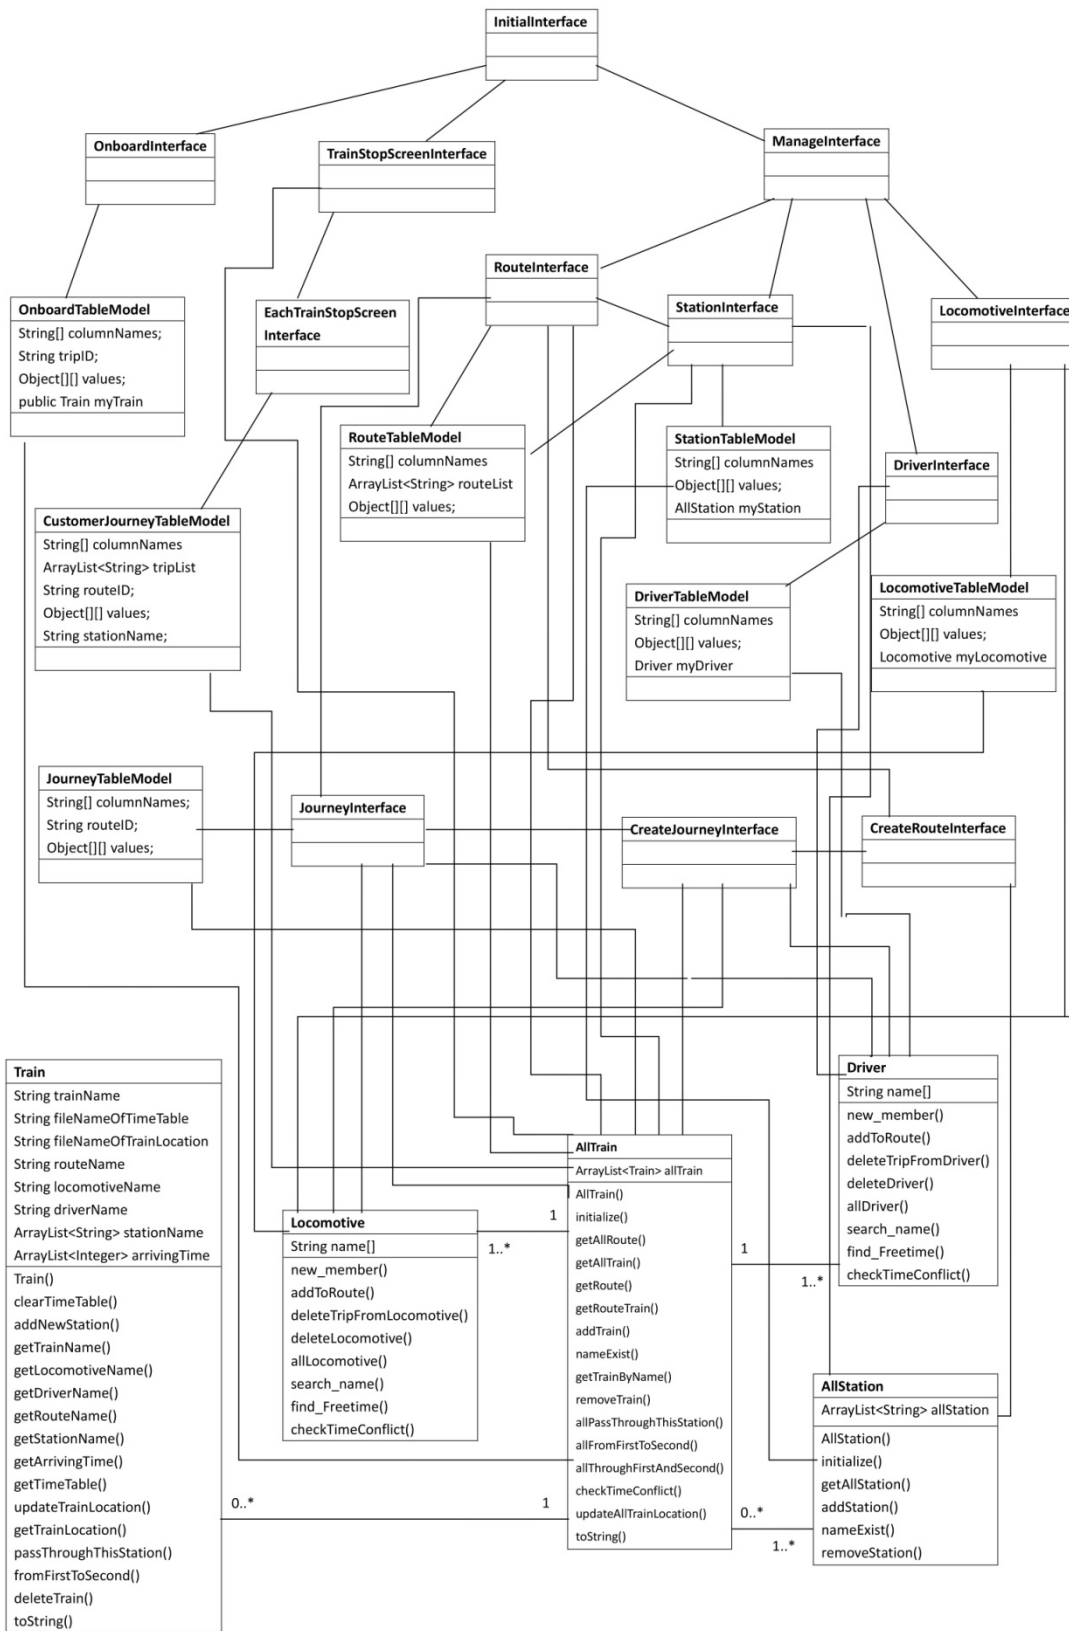 InitialInterface
OnboardInterface
TrainStopScreenInterface
ManageInterface
RouteInterface
OnboardTableModel
String[] columnNames;
String tripID;
Object[][] values;
public Train myTrain
EachTrainStopScreen
Interface
StationInterface
LocomotiveInterface
RouteTableModel
String[] columnNames
ArrayList<String> routeList
Object[][] values;
StationTableModel
String[] columnNames
Object[][] values;
AllStation myStation
DriverInterface
CustomerJourneyTableModel
String[] columnNames
ArrayList<String> tripList
String routeID;
Object[][] values;
String stationName;
DriverTableModel
String[] columnNames
Object[][] values;
Driver myDriver
LocomotiveTableModel
String[] columnNames
Object[][] values;
Locomotive myLocomotive
JourneyTableModel
String[] columnNames;
String routeID;
Object[][] values;
JourneyInterface
CreateJourneyInterface
CreateRouteInterface
Train
String trainName
String fileNameOfTimeTable
String fileNameOfTrainLocation
String routeName
String locomotiveName
String driverName
ArrayList<String> stationName
ArrayList<Integer> arrivingTime
Train()
clearTimeTable()
addNewStation()
getTrainName()
getLocomotiveName()
getDriverName()
getRouteName()
getStationName()
getArrivingTime()
getTimeTable()
updateTrainLocation()
getTrainLocation()
passThroughThisStation()
fromFirstToSecond()
deleteTrain()
toString()
0..*
1
Locomotive
String name[]
new_member()
addToRoute()
deleteTripFromLocomotive()
deleteLocomotive()
allLocomotive()
search_name()
find_Freetime()
checkTimeConflict()
1
1..*
AllTrain
ArrayList<Train> allTrain
AllTrain()
initialize()
getAllRoute()
getAllTrain()
getRoute()
getRouteTrain()
addTrain()
nameExist()
getTrainByName()
removeTrain()
allPassThroughThisStation()
allFromFirstToSecond()
allThroughFirstAndSecond()
checkTimeConflict()
updateAllTrainLocation()
toString()
1
1..*
Driver
String name[]
new_member()
addToRoute()
deleteTripFromDriver()
deleteDriver()
allDriver()
search_name()
find_Freetime()
checkTimeConflict()
0..*
1..*
AllStation
ArrayList<String> allStation
AllStation()
initialize()
getAllStation()
addStation()
nameExist()
removeStation()